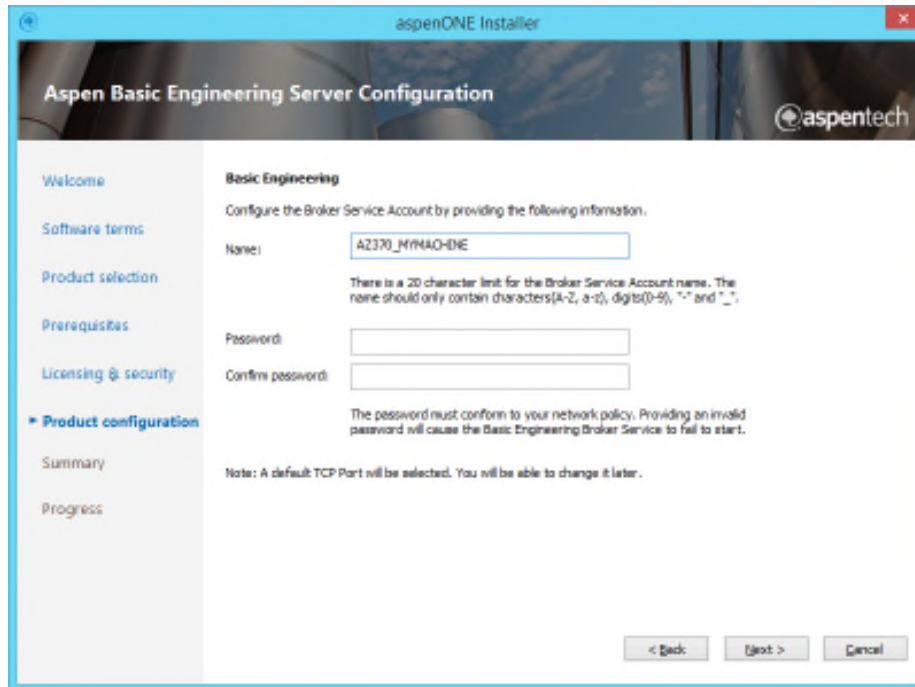 aspenONE Installer
Aspen Basic Engineering Server Configuration
aspentech
Welcome
Software terms
Product selection
Prerequisites
Licensing & security
Product configuration
Summary
Progress
Basic Engineering
Configure the Broker Service Account by providing the following information.
Name:
AZ370_MYMACHINE
There is a 20 character limit for the Broker Service Account name. The
name should only contain characters(A-Z, a-z), digits(0-9), "-" and "_".
Password:
Confirm password:
The password must conform to your network policy. Providing an invalid
password will cause the Basic Engineering Broker Service to fail to start.
Note: A default TCP Port will be selected. You will be able to change it later.
< Back
Next >
Cancel